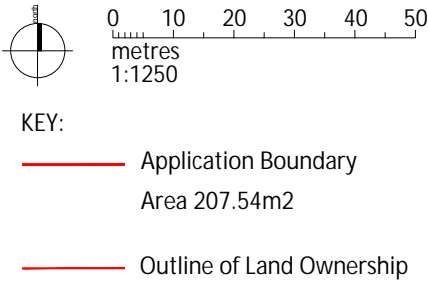 north
0 10 20 30 40 50
metres
1:1250
KEY:
Application Boundary
Area 207.54m2
Outline of Land Ownership